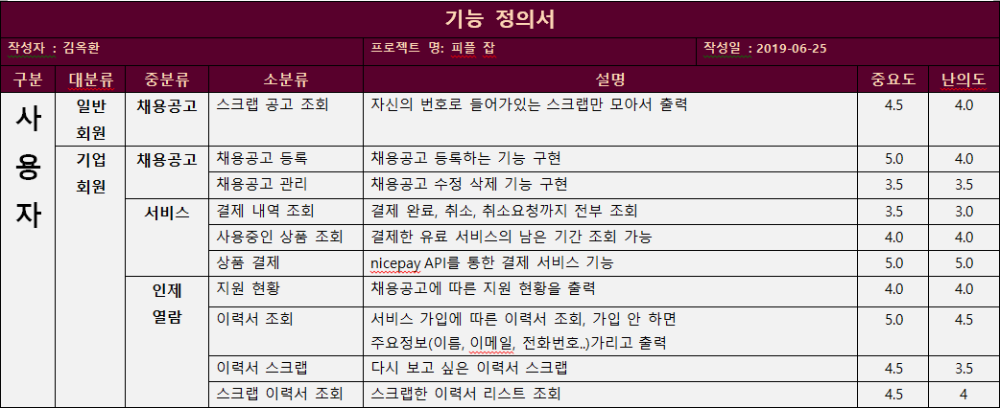 기능 정의서
작성자 : 김옥환 프로젝트 명: 피플 잡 작성일 : 2019-06-25
구분 대분류 중분류 소분류 설명 중요도 난의도
사용자
일반
회원
채용공고 스크랩 공고 조회 자신의 번호로 들어가있는 스크랩만 모아서 출력 4.5 4.0
기업
회원
채용공고 채용공고 등록 채용공고 등록하는 기능 구현 5.0 4.0
채용공고 관리 채용공고 수정 삭제 기능 구현 3.5 3.5
서비스 결제 내역 조회 결제 완료, 취소, 취소요청까지 전부 조회 3.5 3.0
사용중인 상품 조회 결제한 유료 서비스의 남은 기간 조회 가능 4.0 4.0
상품 결제 nicepay API를 통한 결제 서비스 기능 5.0 5.0
인제
열람
지원 현황 채용공고에 따른 지원 현황을 출력 4.0 4.0
이력서 조회 서비스 가입에 따른 이력서 조회, 가입 안 하면 5.0 4.5
주요정보(이름, 이메일, 전화번호..)가리고 출력
이력서 스크랩 다시 보고 싶은 이력서 스크랩 4.5 3.5
스크랩 이력서 조회 스크랩한 이력서 리스트 조회 4.5 4